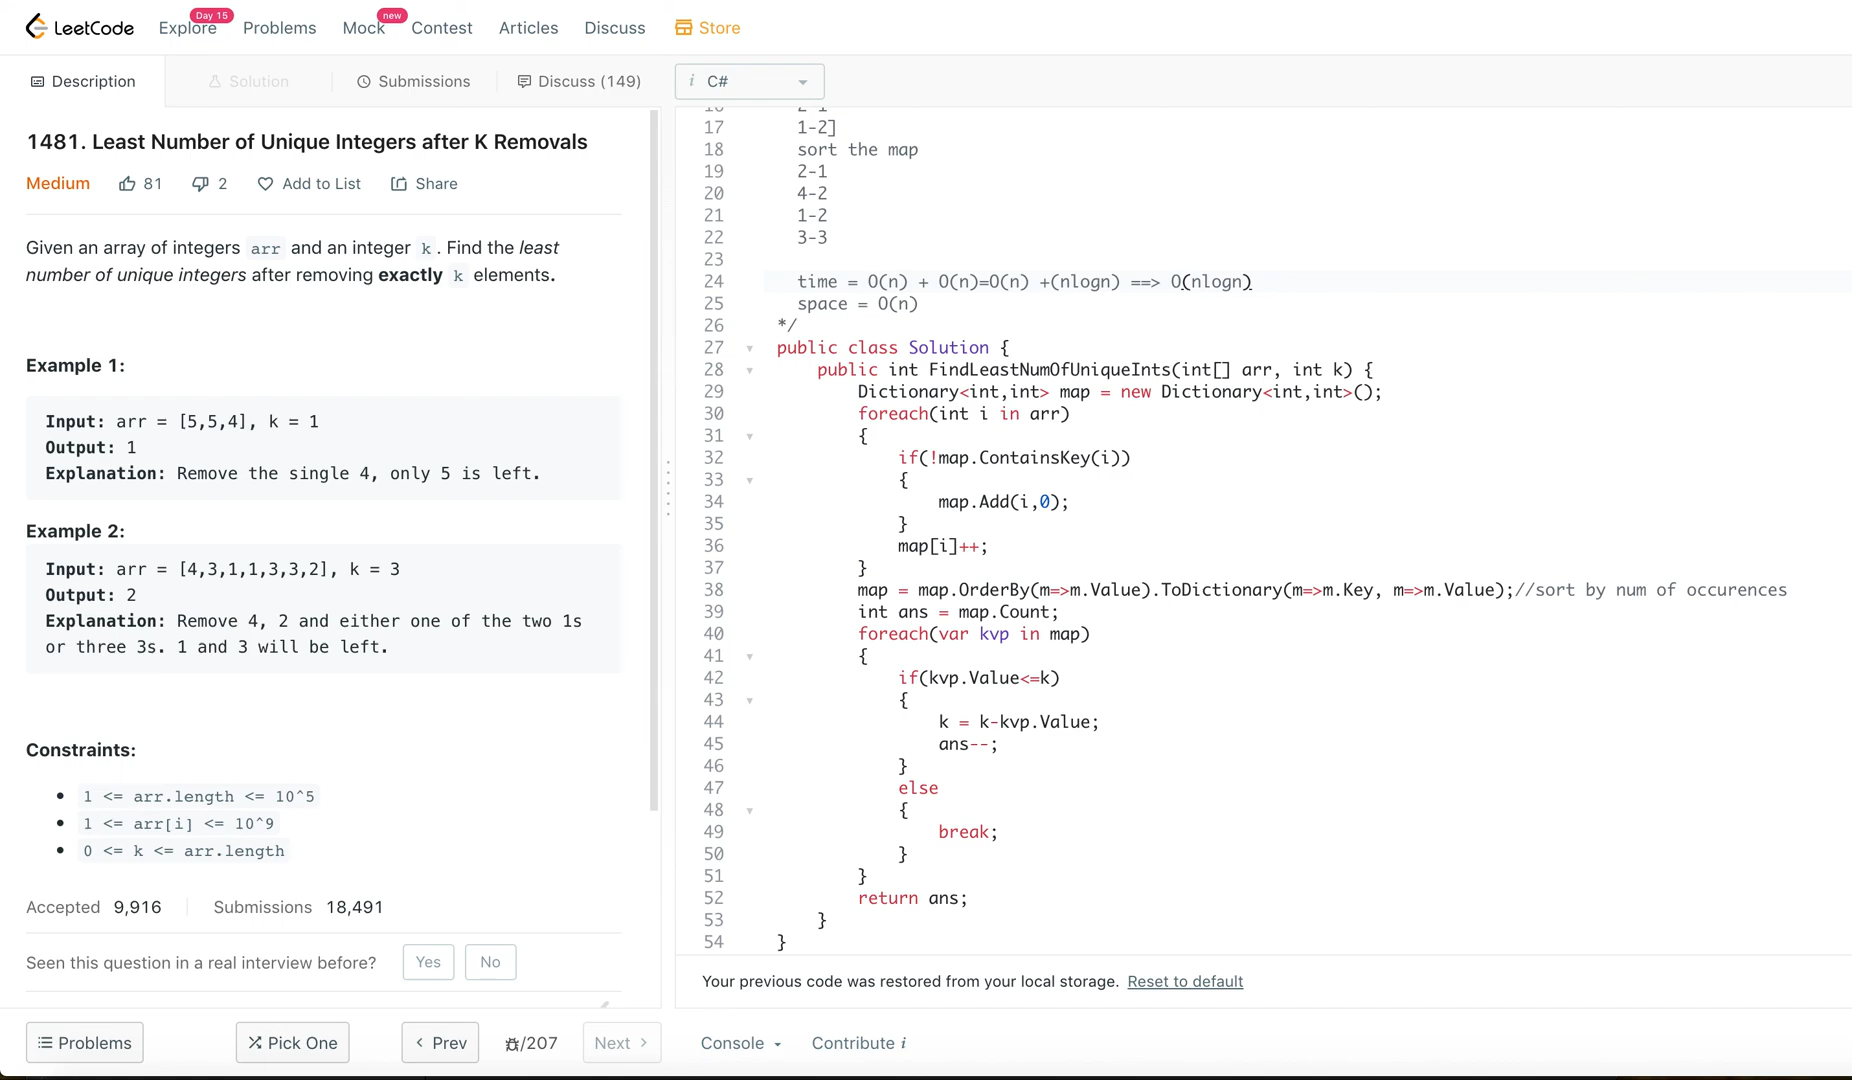 LeetCode
Explore
Day 15
Problems
Mock
new
Contest
Articles
Discuss
Store
Description
Solution
Submissions
Discuss (149)
i C#
1481. Least Number of Unique Integers after K Removals
Medium
81
2
Add to List
Share
Given an array of integers arr and an integer k. Find the least
number of unique integers after removing exactly k elements.
Example 1:
Input: arr = [5,5,4], k = 1
Output: 1
Explanation: Remove the single 4, only 5 is left.
Example 2:
Input: arr = [4,3,1,1,3,3,2], k = 3
Output: 2
Explanation: Remove 4, 2 and either one of the two 1s
or three 3s. 1 and 3 will be left.
Constraints:
1 <= arr.length <= 10^5
1 <= arr[i] <= 10^9
0 <= k <= arr.length
Accepted 9,916
Submissions 18,491
Seen this question in a real interview before?
Yes
No
Problems
Pick One
Prev
/207
Next
16 2-1
17 1-2]
18 sort the map
19 2-1
20 4-2
21 1-2
22 3-3
23
24 time = O(n) + O(n)=O(n) +(nlogn) ==> O(nlogn)
25 space = O(n)
26 */
27 public class Solution {
28 public int FindLeastNumOfUniqueInts(int[] arr, int k) {
29 Dictionary<int,int> map = new Dictionary<int,int>();
30 foreach(int i in arr)
31 {
32 if(!map.ContainsKey(i))
33 {
34 map.Add(i,0);
35 }
36 map[i]++;
37 }
38 map = map.OrderBy(m=>m.Value).ToDictionary(m=>m.Key, m=>m.Value);//sort by num of occurences
39 int ans = map.Count;
40 foreach(var kvp in map)
41 {
42 if(kvp.Value<=k)
43 {
44 k = k-kvp.Value;
45 ans--;
46 }
47 else
48 {
49 break;
50 }
51 }
52 return ans;
53 }
54 }
Your previous code was restored from your local storage. Reset to default
Console
Contribute i